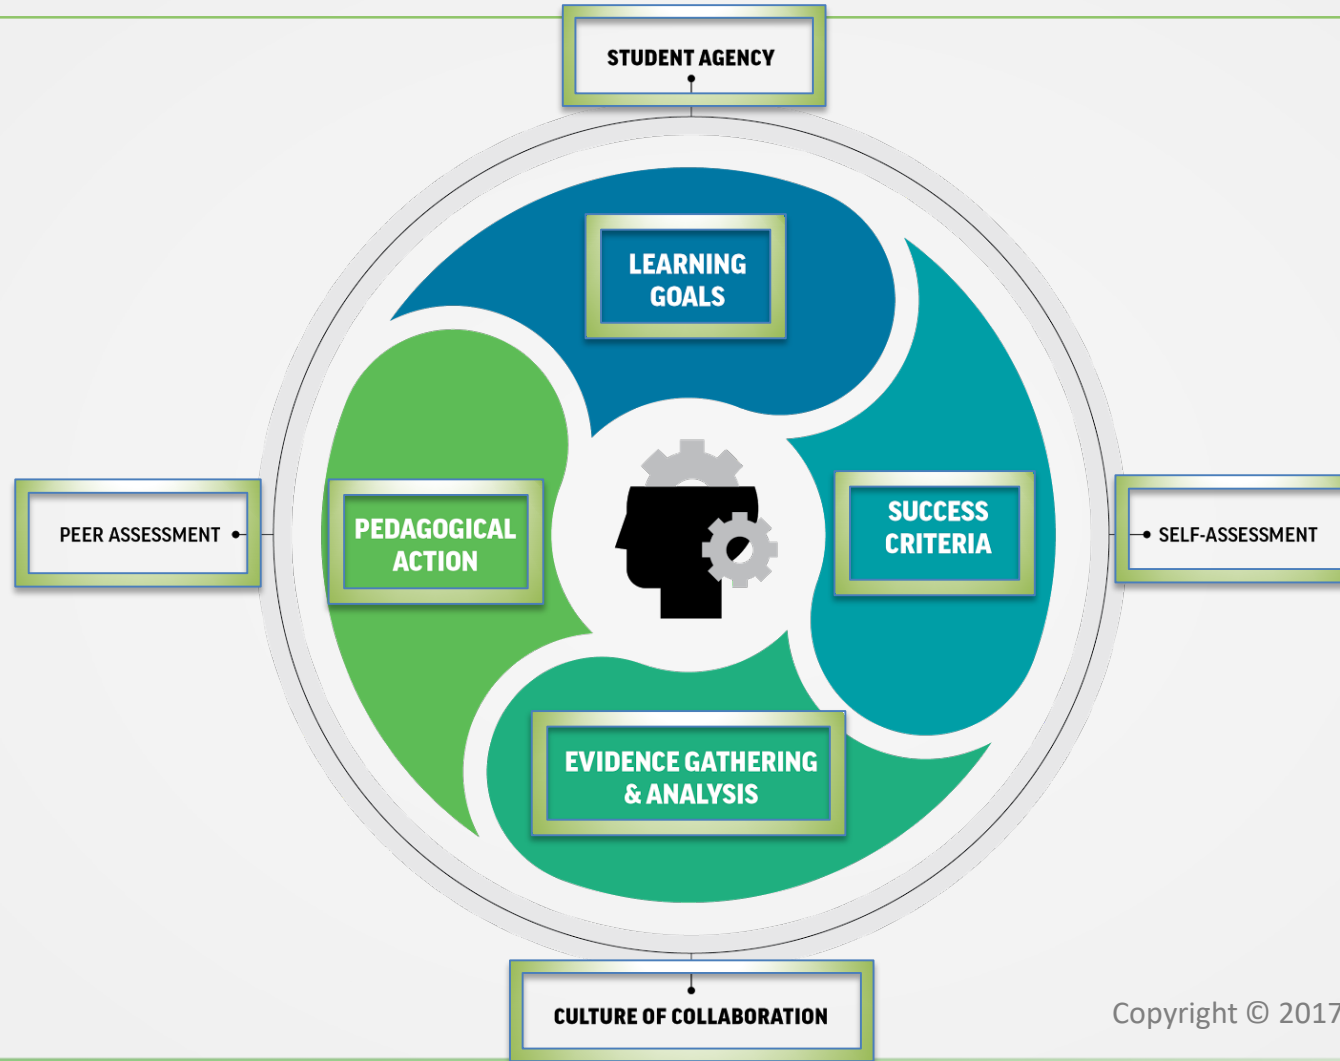 STUDENT AGENCY
LEARNING
GOALS
PEER ASSESSMENT
PEDAGOGICAL
ACTION
SUCCESS
CRITERIA
SELF-ASSESSMENT
EVIDENCE GATHERING
& ANALYSIS
CULTURE OF COLLABORATION
Copyright © 2017